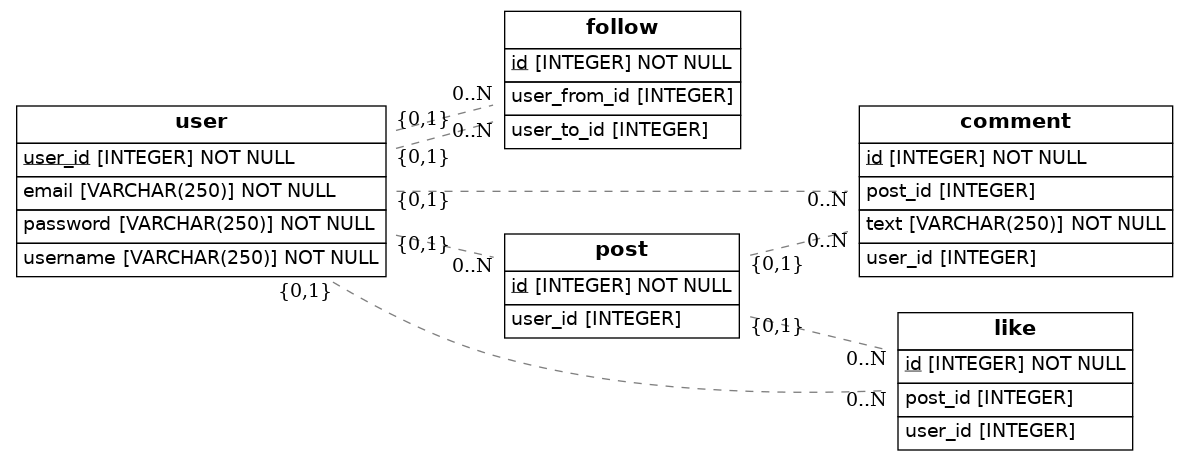 follow
id [INTEGER] NOT NULL
user_from_id [INTEGER]
user_to_id [INTEGER]
user
user_id [INTEGER] NOT NULL
email [VARCHAR(250)] NOT NULL
password [VARCHAR(250)] NOT NULL
username [VARCHAR(250)] NOT NULL
comment
id [INTEGER] NOT NULL
post_id [INTEGER]
text [VARCHAR(250)] NOT NULL
user_id [INTEGER]
post
id [INTEGER] NOT NULL
user_id [INTEGER]
like
id [INTEGER] NOT NULL
post_id [INTEGER]
user_id [INTEGER]
0..N
{0,1}
0..N
{0,1}
{0,1}
0..N
{0,1}
0..N
0..N
{0,1}
{0,1}
{0,1}
0..N
0..N